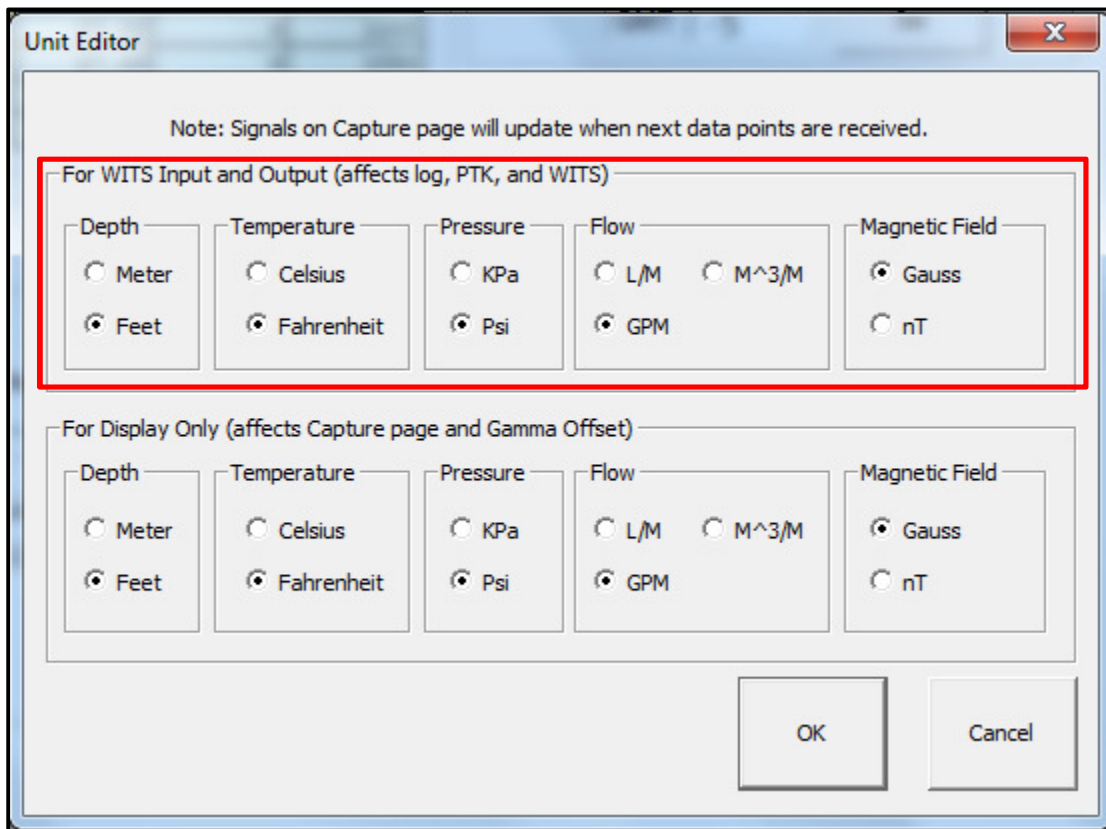 Unit Editor
Note: Signals on Capture page will update when next data points are received.
For WITS Input and Output (affects log, PTK, and WITS)
Depth Temperature Pressure Flow Magnetic Field
Meter Celsius KPa L/M M^3/M Gauss
Feet Fahrenheit Psi GPM nT
For Display Only (affects Capture page and Gamma Offset)
Depth Temperature Pressure Flow Magnetic Field
Meter Celsius KPa L/M M^3/M Gauss
Feet Fahrenheit Psi GPM nT
OK Cancel